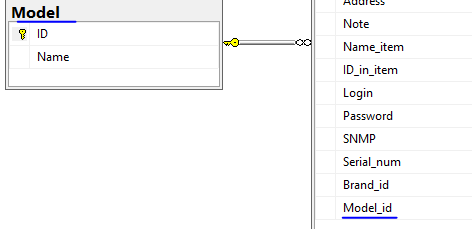 Model
ID
Name
Address
Note
Name_item
ID_in_item
Login
Password
SNMP
Serial_num
Brand_id
Model_id